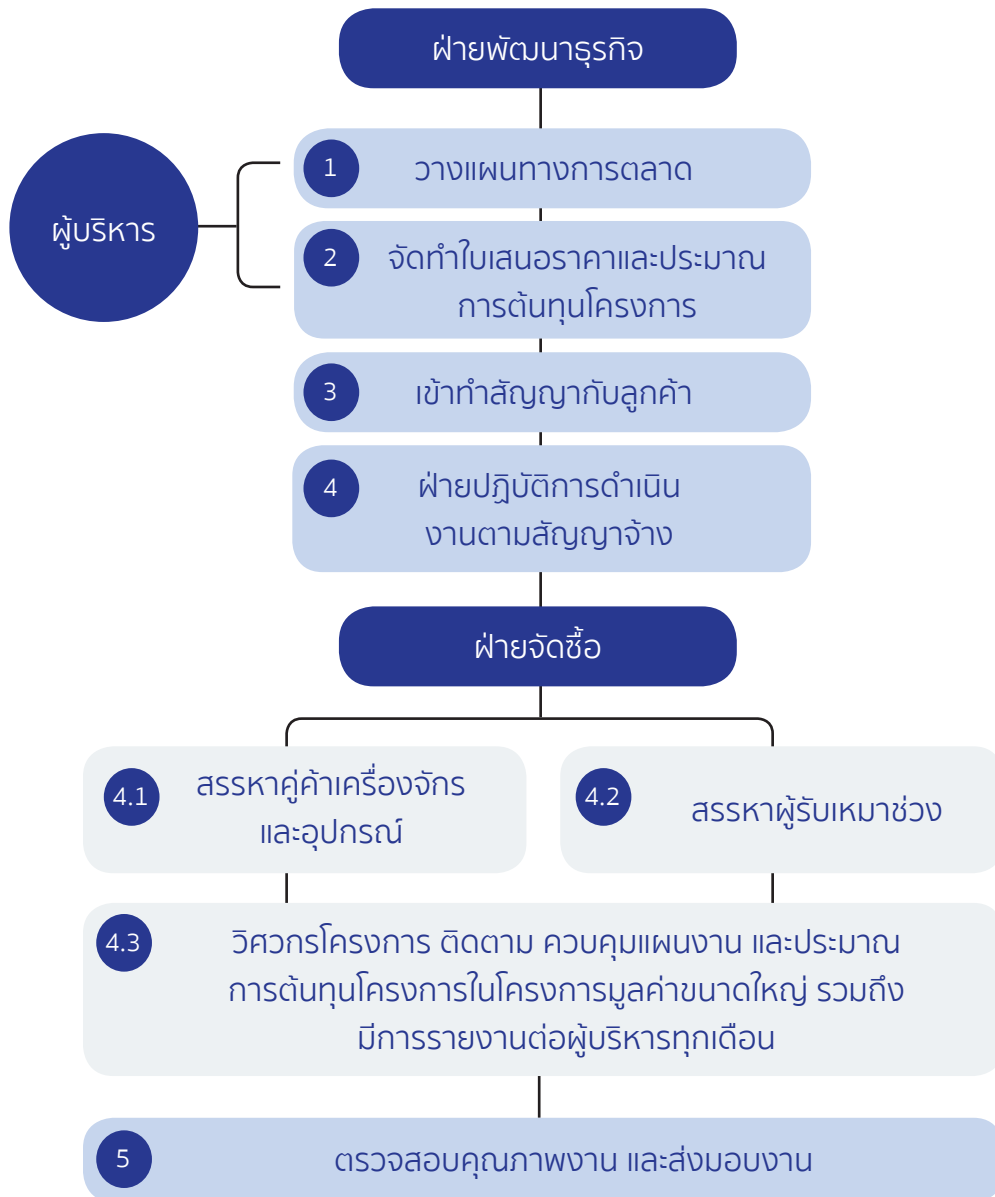 ฝ่ายพัฒนาธุรกิจ
ผู้บริหาร
1 วางแผนทางการตลาด
2 จัดทำใบเสนอราคาและประมาณ
การต้นทุนโครงการ
3 เข้าทำสัญญากับลูกค้า
4 ฝ่ายปฏิบัติการดำเนิน
งานตามสัญญาจ้าง
ฝ่ายจัดซื้อ
4.1 สรรหาคู่ค้าเครื่องจักร
และอุปกรณ์
4.2 สรรหาผู้รับเหมาช่วง
4.3 วิศวกรโครงการ ติดตาม ควบคุมแผนงาน และประมาณ
การต้นทุนโครงการในโครงการมูลค่าขนาดใหญ่ รวมถึง
มีการรายงานต่อผู้บริหารทุกเดือน
5 ตรวจสอบคุณภาพงาน และส่งมอบงาน